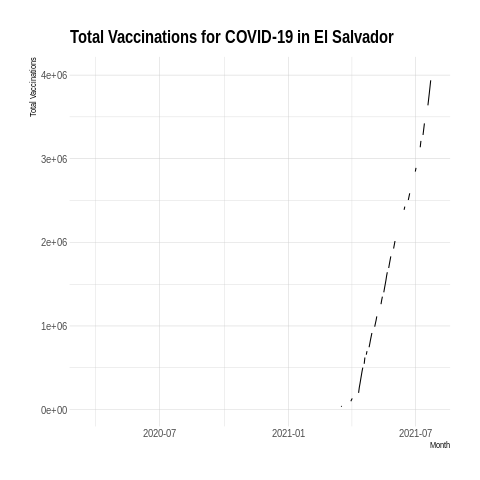 Total Vaccinations for COVID-19 in El Salvador
Total Vaccinations
4e+06
3e+06
2e+06
1e+06
0e+00
2020-07
2021-01
2021-07
Month